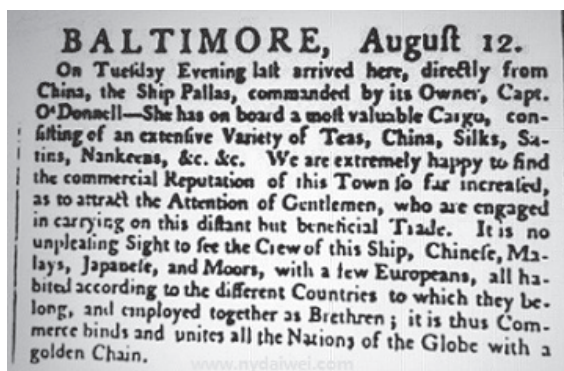 BALTIMORE, Auguſt 12.
On Tueſday Evening laſt arrived here, directly from
China, the Ship Pallas, commanded by its Owner, Capt.
O'Donnell—She has on board a moſt valuable Cargo, con-
ſiſting of an extenſive Variety of Teas, China, Silks, Sa-
tins, Nankeens, &c. &c. We are extremely happy to find
the commercial Reputation of this Town ſo far increaſed,
as to attract the Attention of Gentlemen, who are engaged
in carrying on this diſtant but beneficial Trade. It is no
unpleaſing Sight to ſee the Crew of this Ship, Chineſe, Ma-
lays, Japaneſe, and Moors, with a few Europeans, all ha-
bited according to the different Countries to which they be-
long, and employed together as Brethren; it is thus Com-
merce binds and unites all the Nations of the Globe with a
golden Chain.
www.nydaiwei.com